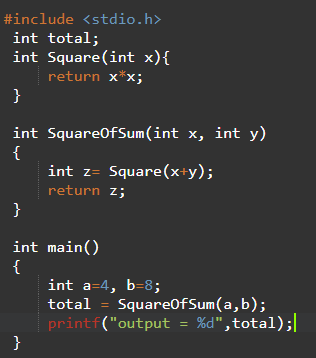 #include <stdio.h>
int total;
int Square(int x){
return x*x;
}
int SquareOfSum(int x, int y)
{
int z= Square(x+y);
return z;
}
int main()
{
int a=4, b=8;
total = SquareOfSum(a,b);
printf("output = %d",total);
}